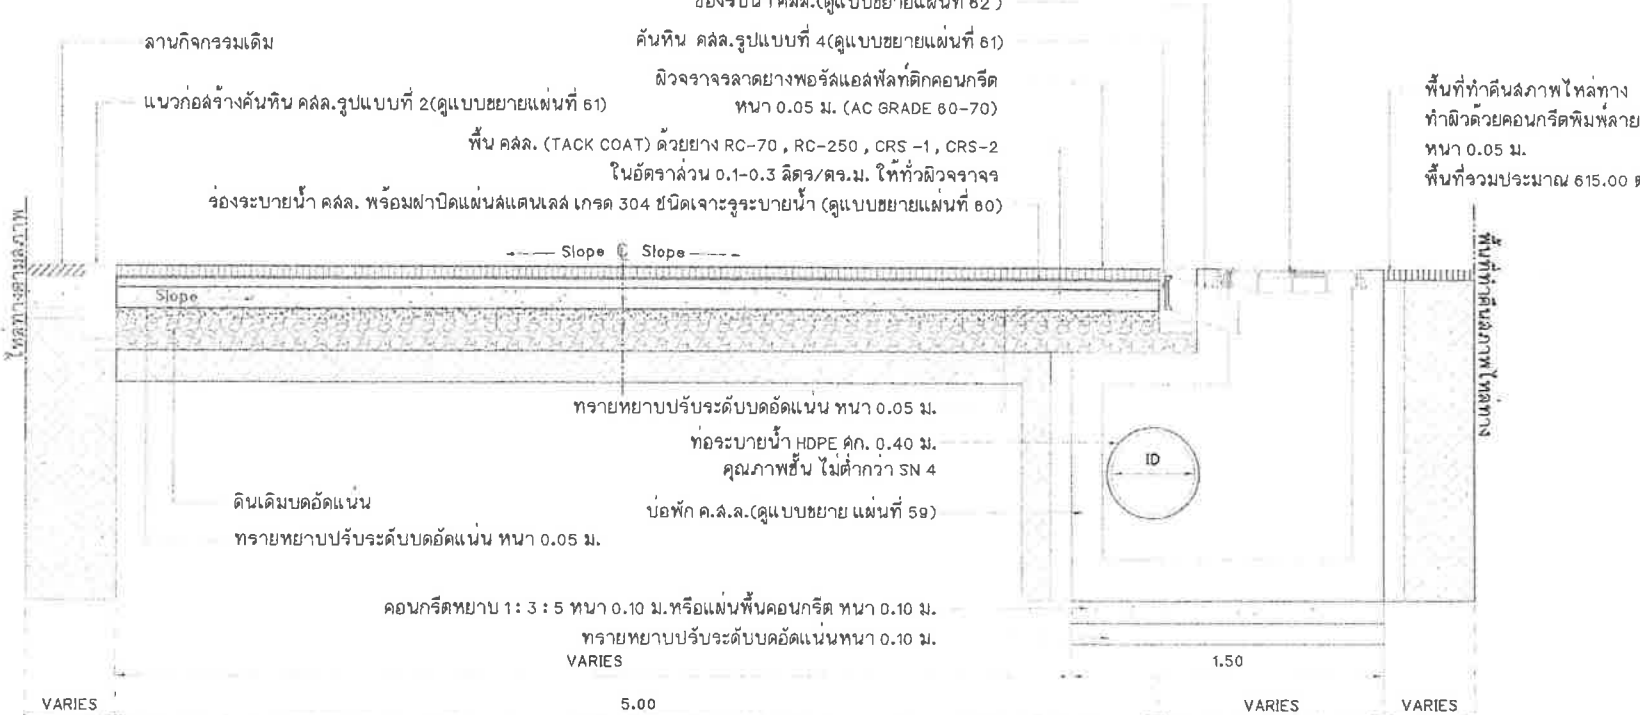 ช่องรับน้ำ คสล.(ดูแบบขยายแผ่นที่ 62 )
ลานกิจกรรมเดิม
คันหิน คสล.รูปแบบที่ 4(ดูแบบขยายแผ่นที่ 61)
แนวก่อสร้างคันหิน คสล.รูปแบบที่ 2(ดูแบบขยายแผ่นที่ 61)
ผิวจราจรลาดยางพอรัสแอสฟัลท์ติกคอนกรีต
หนา 0.05 ม. (AC GRADE 60-70)
พื้น คสล. (TACK COAT) ด้วยยาง RC-70 , RC-250 , CRS -1 , CRS-2
ในอัตราส่วน 0.1-0.3 ลิตร/ตร.ม. ให้ทั่วผิวจราจร
ร่องระบายน้ำ คสล. พร้อมฝาปิดแผ่นสแตนเลส เกรด 304 ชนิดเจาะรูระบายน้ำ (ดูแบบขยายแผ่นที่ 60)
พื้นที่ทำคืนสภาพไหล่ทาง
ทำผิวด้วยคอนกรีตพิมพ์ลาย
หนา 0.05 ม.
พื้นที่รวมประมาณ 615.00 ต
ไหล่ทางตามสภาพ
Slope ℄ Slope
Slope
พื้นที่ทำคืนสภาพไหล่ทาง
ทรายหยาบปรับระดับบดอัดแน่น หนา 0.05 ม.
ท่อระบายน้ำ HDPE ศก. 0.40 ม.
คุณภาพชั้น ไม่ต่ำกว่า SN 4
ID
ดินเดิมบดอัดแน่น
บ่อพัก ค.ส.ล.(ดูแบบขยาย แผ่นที่ 59)
ทรายหยาบปรับระดับบดอัดแน่น หนา 0.05 ม.
คอนกรีตหยาบ 1: 3 : 5 หนา 0.10 ม.หรือแผ่นพื้นคอนกรีต หนา 0.10 ม.
ทรายหยาบปรับระดับบดอัดแน่นหนา 0.10 ม.
VARIES
1.50
VARIES
5.00
VARIES
VARIES